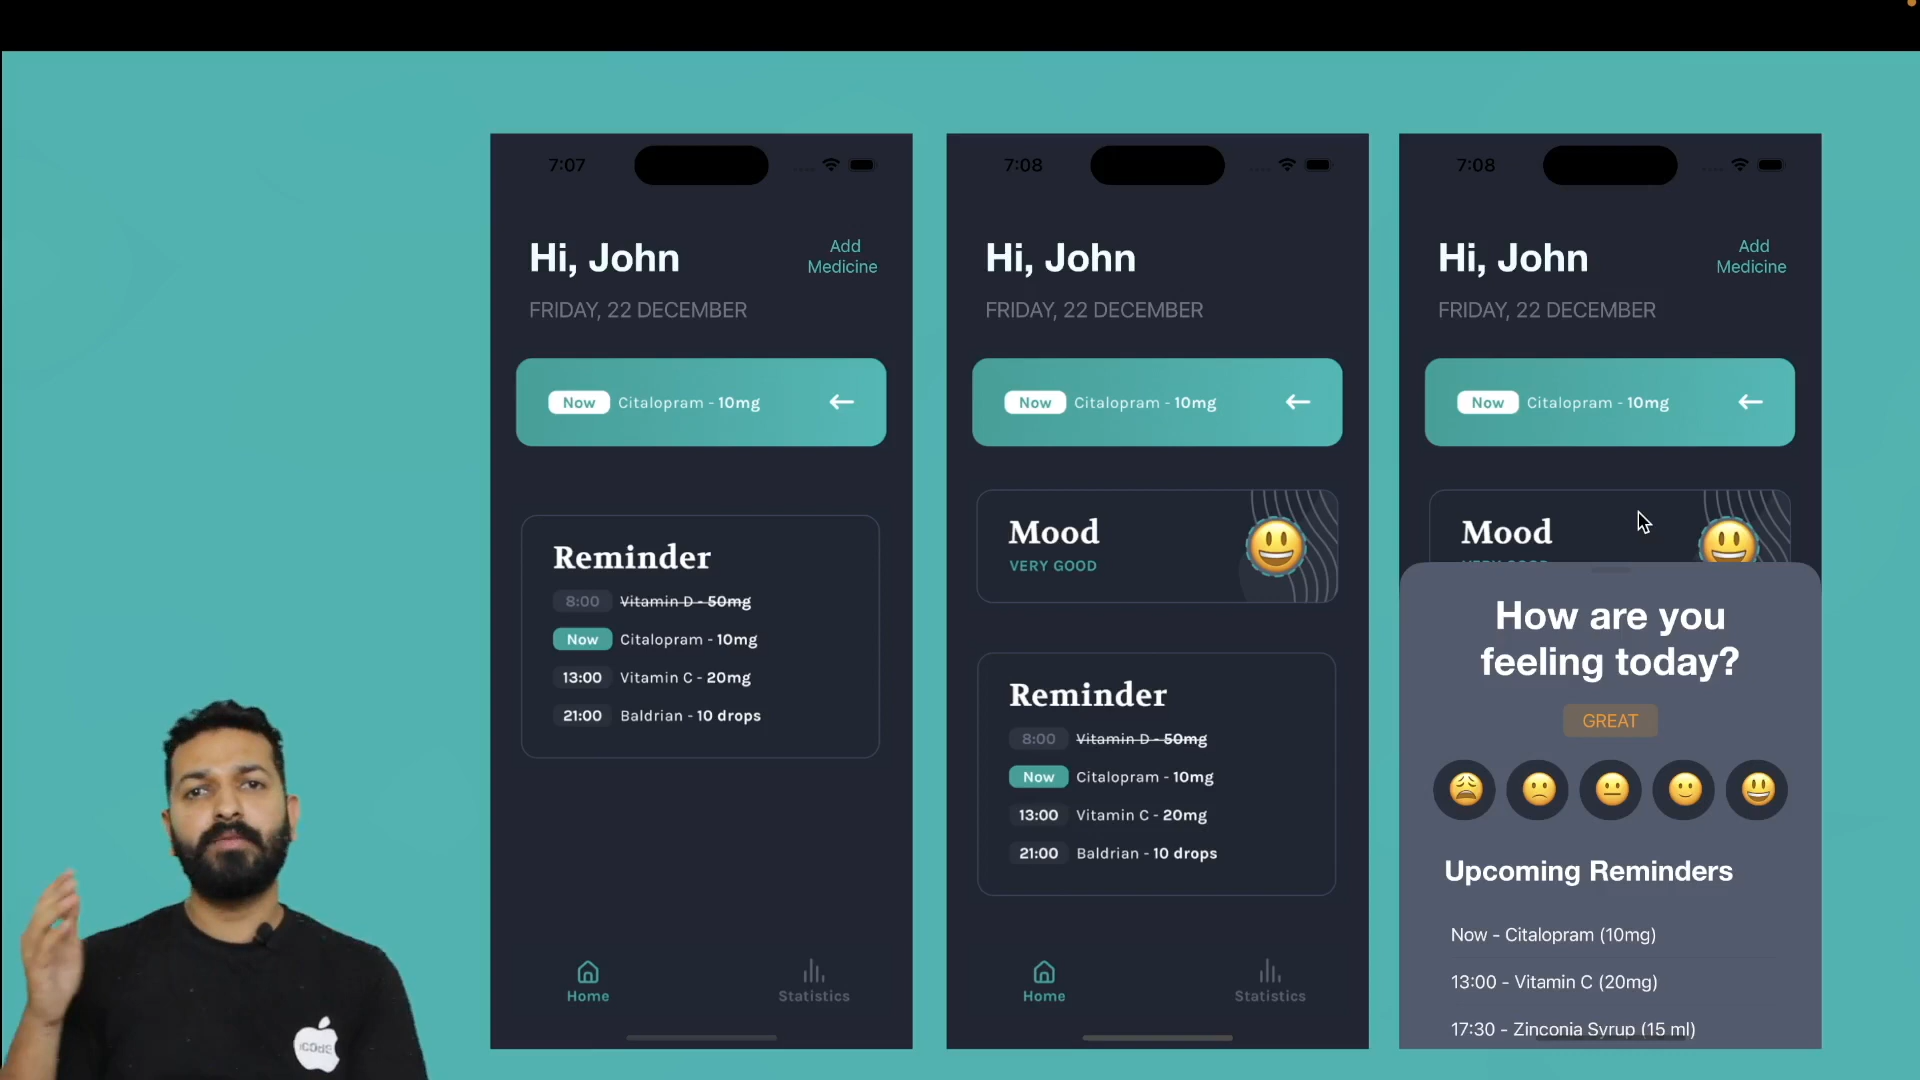 7:07
Hi, John
Add
Medicine
FRIDAY, 22 DECEMBER
Now Citalopram - 10mg
Reminder
8:00 Vitamin D - 50mg
Now Citalopram - 10mg
13:00 Vitamin C - 20mg
21:00 Baldrian - 10 drops
Home
Statistics
7:08
Hi, John
FRIDAY, 22 DECEMBER
Now Citalopram - 10mg
Mood
VERY GOOD
Reminder
8:00 Vitamin D - 50mg
Now Citalopram - 10mg
13:00 Vitamin C - 20mg
21:00 Baldrian - 10 drops
Home
Statistics
7:08
Hi, John
Add
Medicine
FRIDAY, 22 DECEMBER
Now Citalopram - 10mg
Mood
How are you
feeling today?
GREAT
Upcoming Reminders
Now - Citalopram (10mg)
13:00 - Vitamin C (20mg)
17:30 - Zinconia Syrup (15 ml)
iCODE